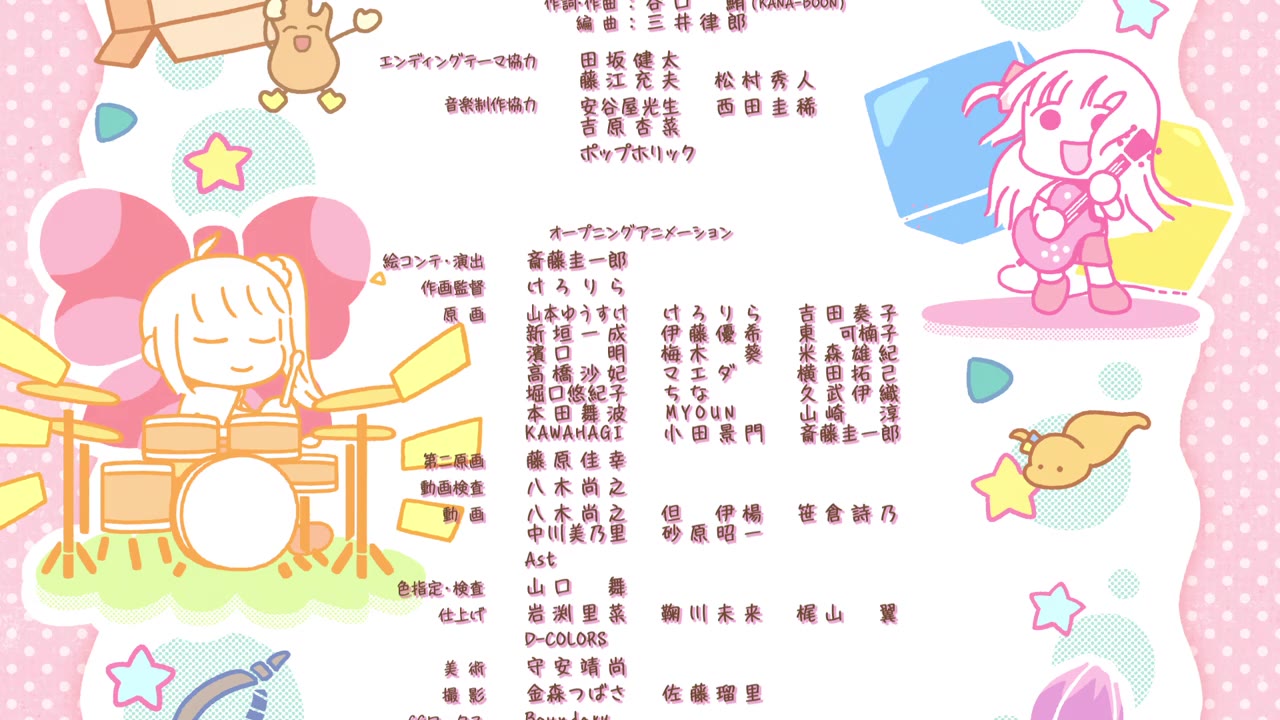 作詞・作曲：谷口 鮪(KANA-BOON)
編曲：三井律郎
エンディングテーマ協力 田坂健太
藤江充夫 松村秀人
音楽制作協力 安谷屋光生 西田圭稀
吉原杏菜
ポップホリック
オープニングアニメーション
絵コンテ・演出 斎藤圭一郎
作画監督 けろりら
原画 山本ゆうすけ けろりら 吉田奏子
新垣一成 伊藤優希 東 可楠子
濱口 明 梅木 葵 米森雄紀
高橋沙妃 マエダ 横田拓己
堀口悠紀子 ちな 久武伊織
本田舞波 MYOUN 山崎 淳
KAWAHAGI 小田景門 斎藤圭一郎
第二原画 藤原佳幸
動画検査 八木尚之
動画 八木尚之 但 伊楊 笹倉詩乃
中川美乃里 砂原昭一
Ast
色指定・検査 山口 舞
仕上げ 岩渕里菜 鞠川未来 梶山 翼
D-COLORS
美術 守安靖尚
撮影 金森つばさ 佐藤瑠里